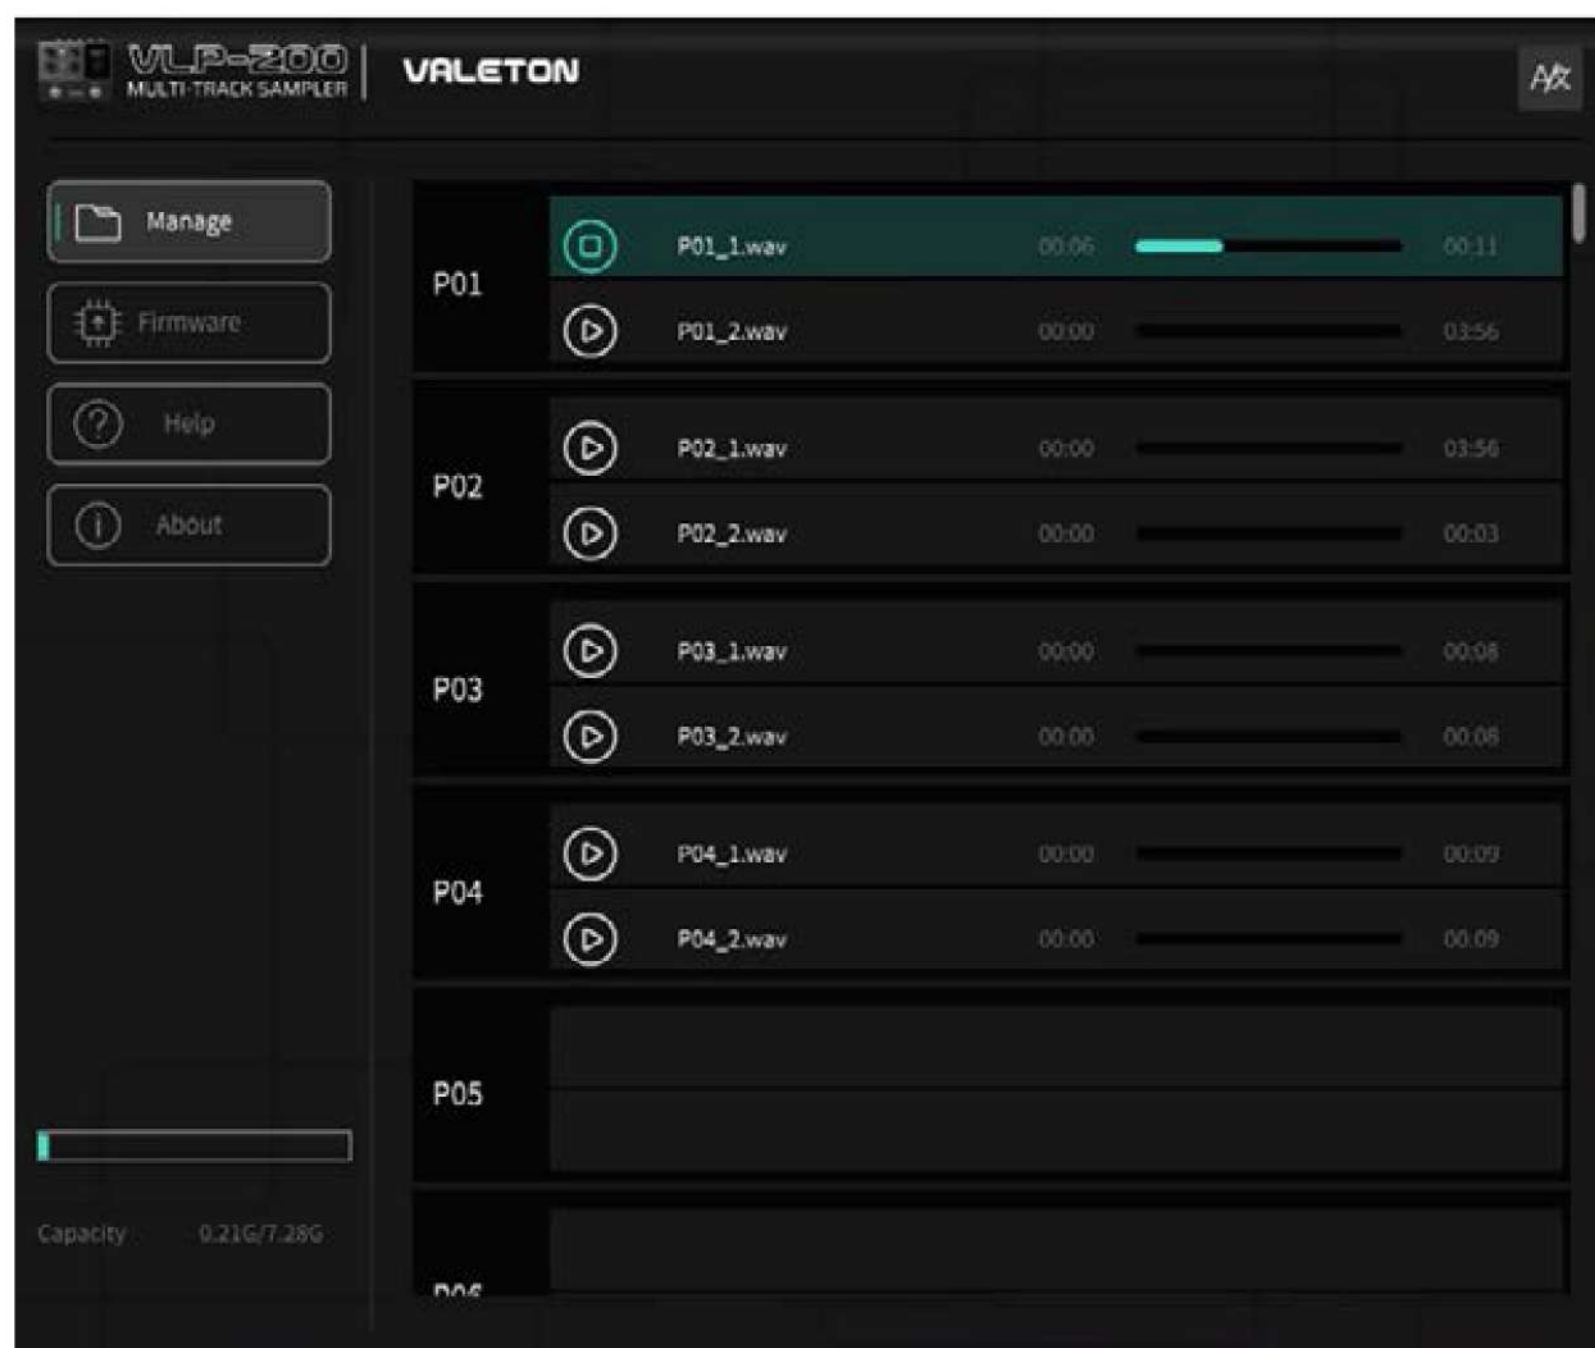 VLP-200
MULTI-TRACK SAMPLER
VALETON
A/文
Manage
Firmware
Help
About
P01
P01_1.wav 00:06 00:11
P01_2.wav 00:00 03:56
P02
P02_1.wav 00:00 03:56
P02_2.wav 00:00 00:03
P03
P03_1.wav 00:00 00:08
P03_2.wav 00:00 00:08
P04
P04_1.wav 00:00 00:09
P04_2.wav 00:00 00:09
P05
Capacity 0.21G/7.28G